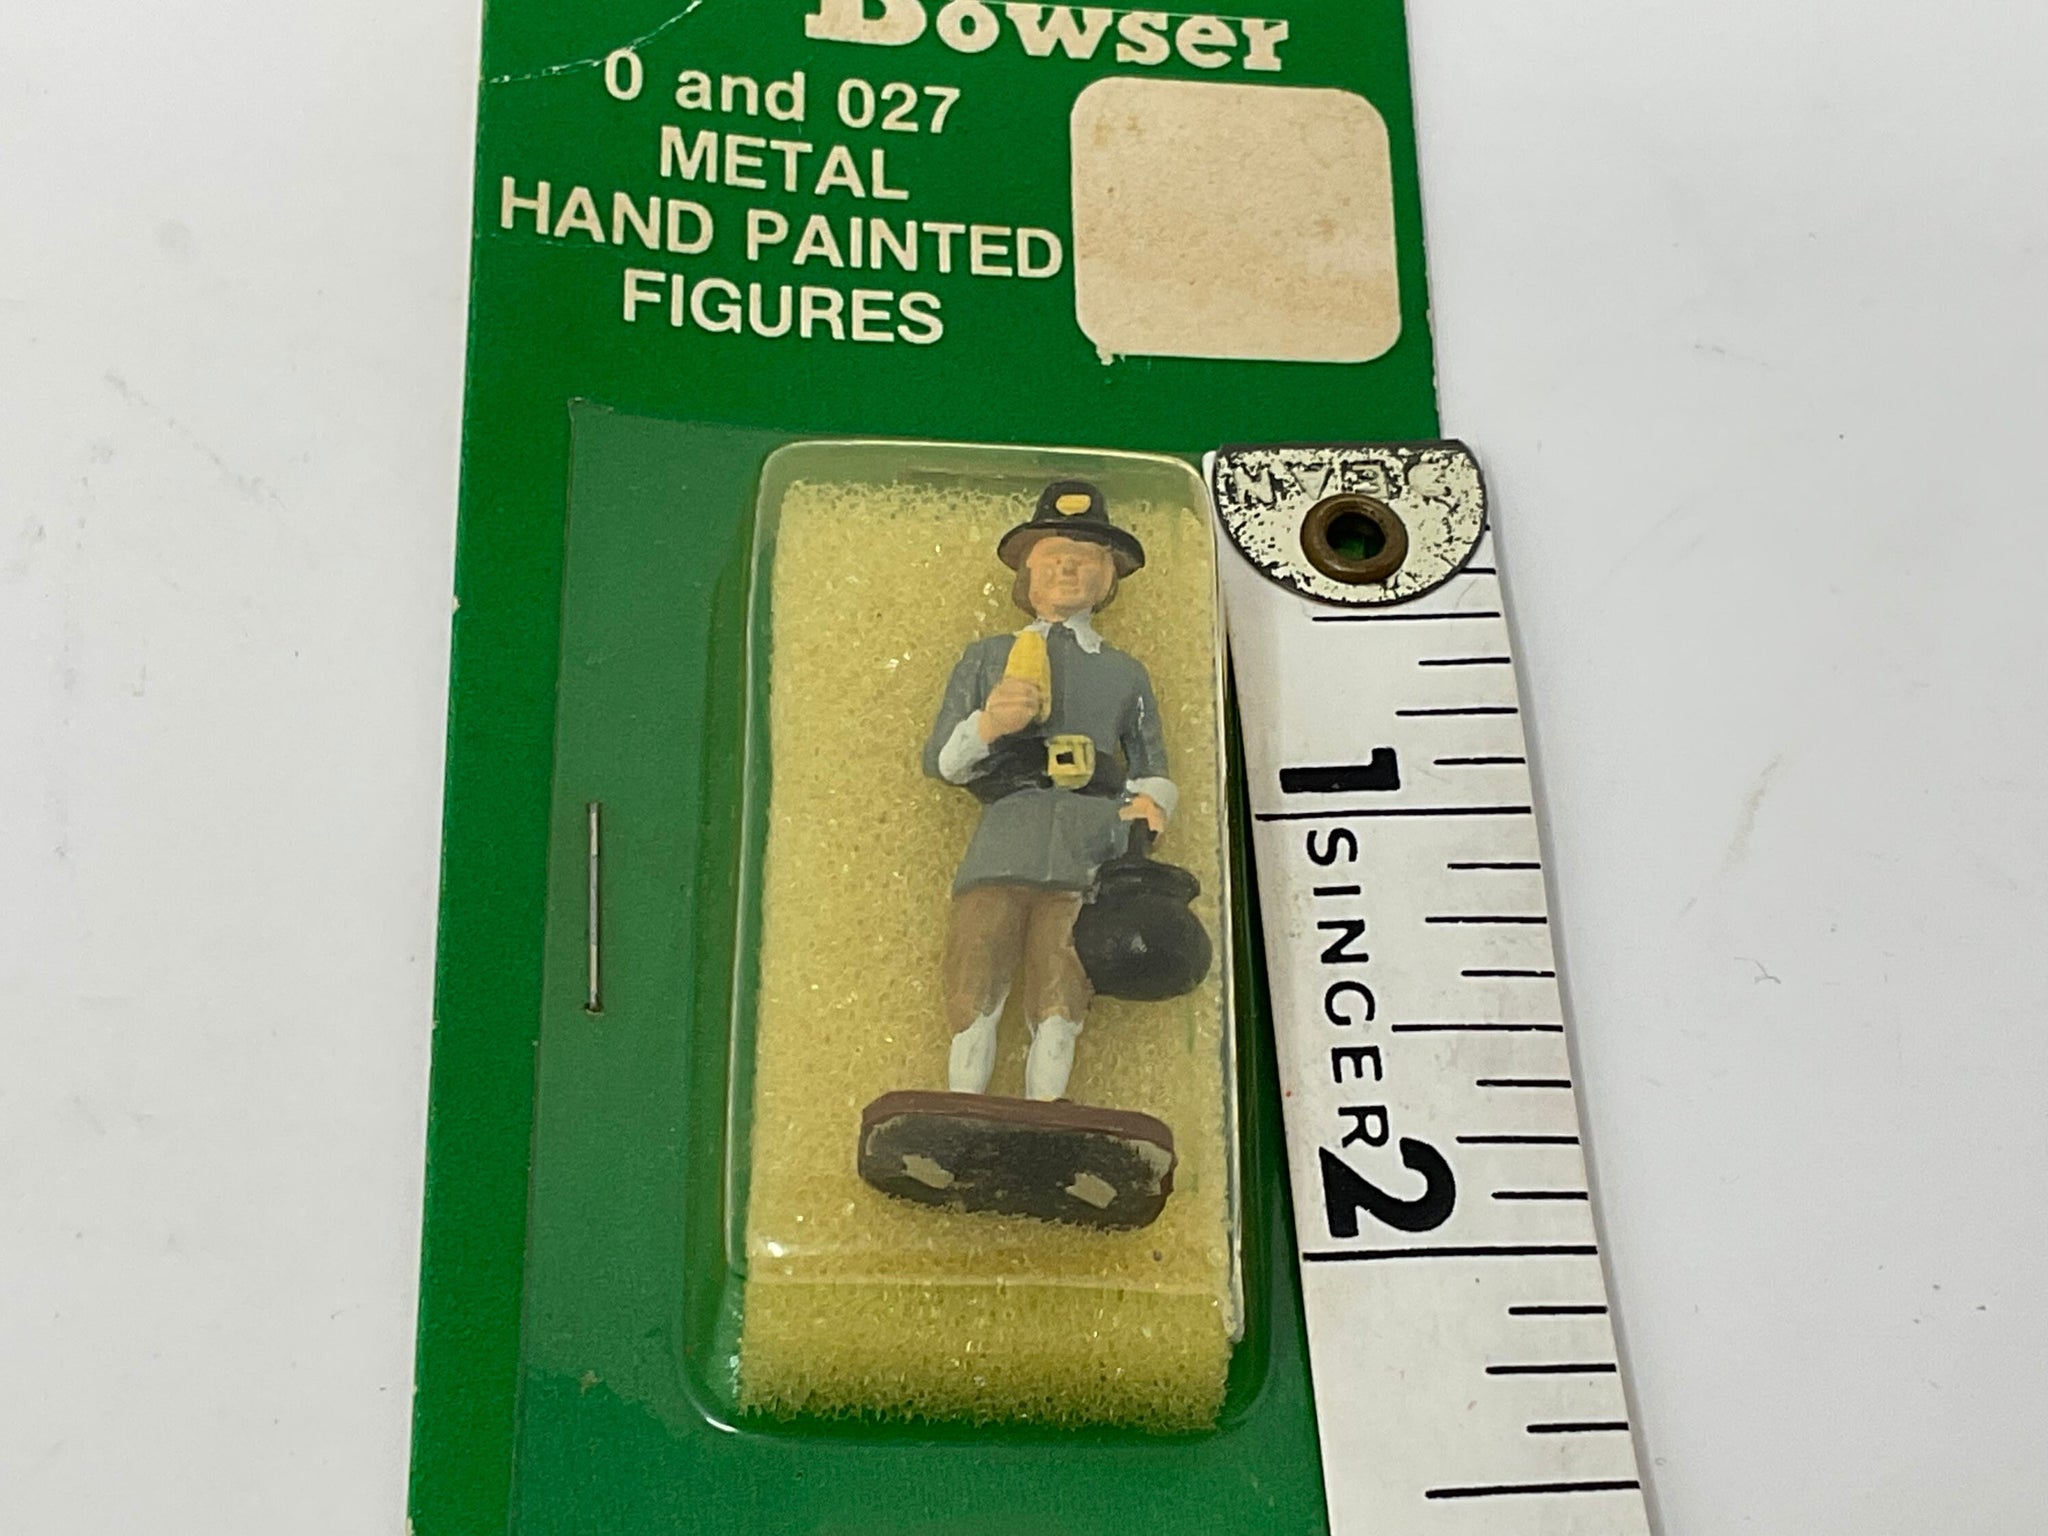 Bowser
0 and 027
METAL
HAND PAINTED
FIGURES
1
SINGER
2